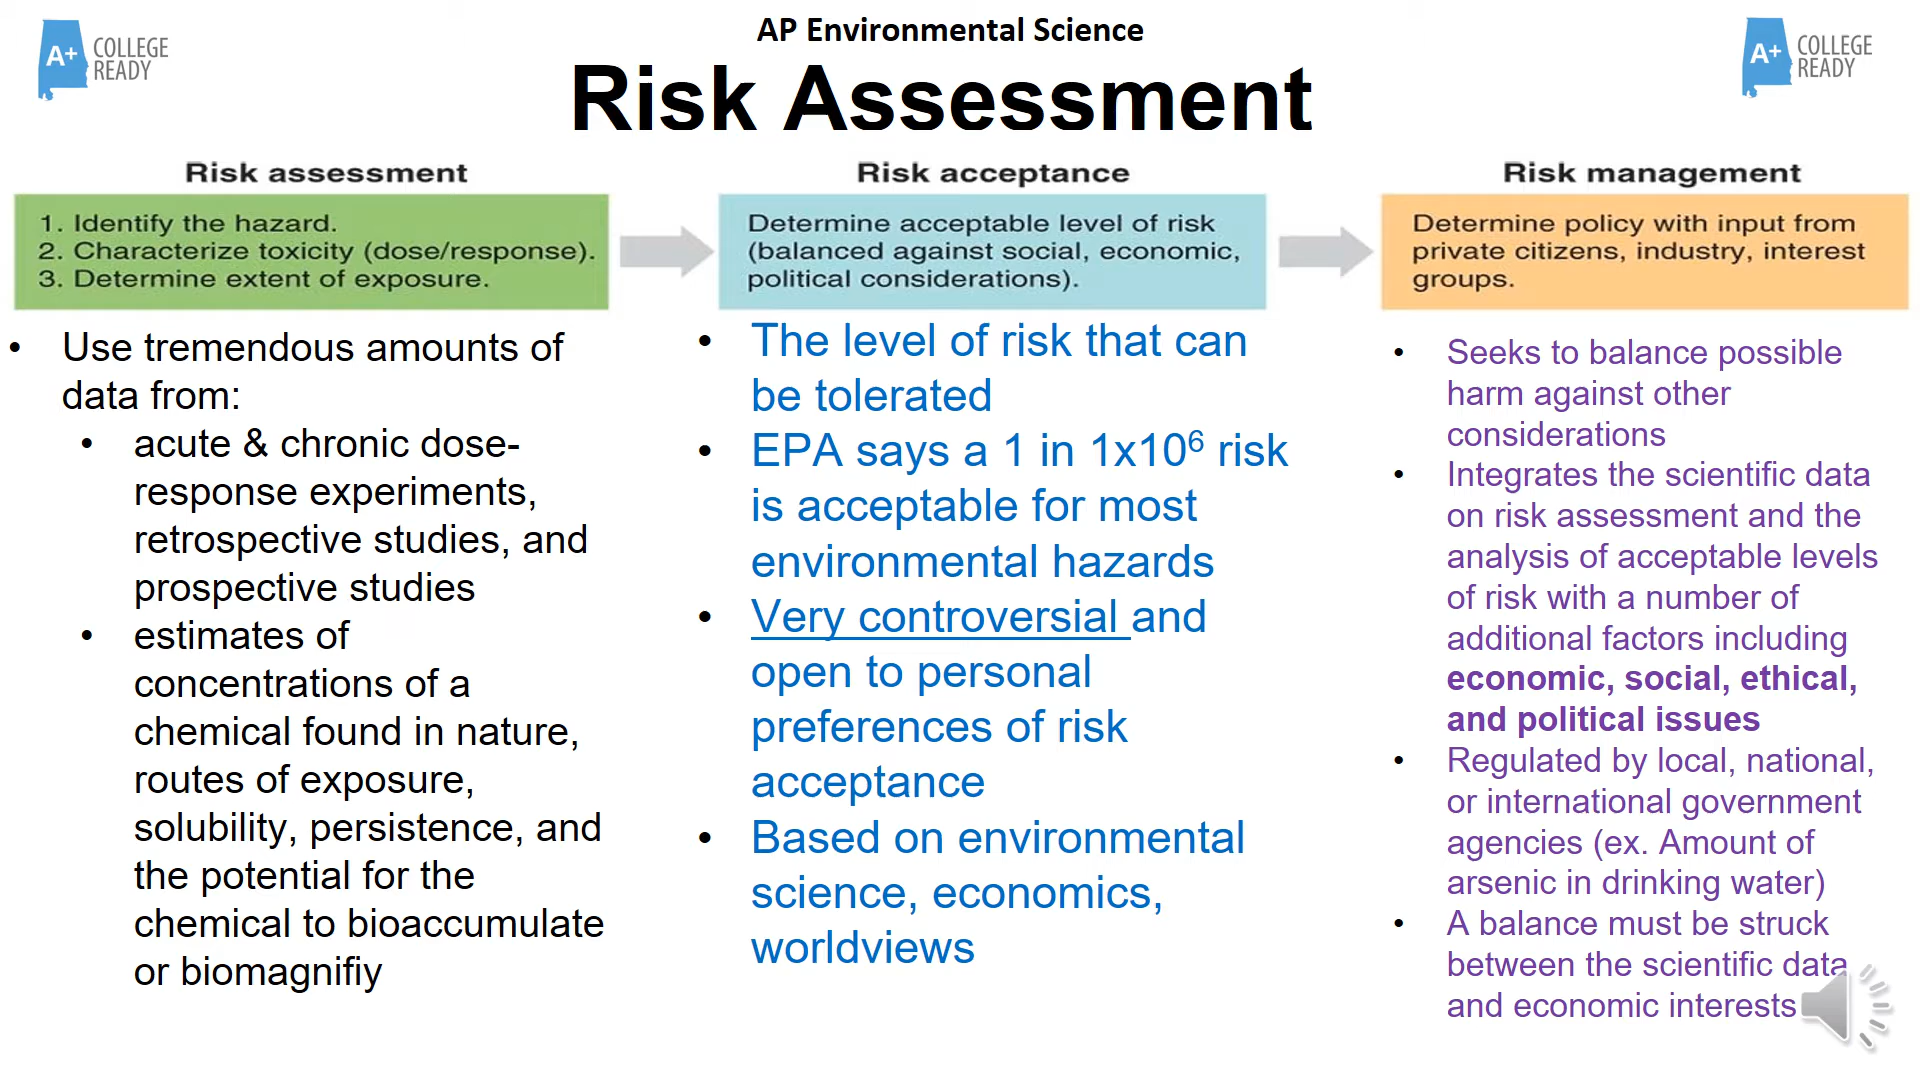 AP Environmental Science
A+ COLLEGE
READY
A+ COLLEGE
READY
Risk Assessment
Risk assessment
1. Identify the hazard.
2. Characterize toxicity (dose/response).
3. Determine extent of exposure.
• Use tremendous amounts of
data from:
• acute & chronic dose-
response experiments,
retrospective studies, and
prospective studies
• estimates of
concentrations of a
chemical found in nature,
routes of exposure,
solubility, persistence, and
the potential for the
chemical to bioaccumulate
or biomagnifiy
Risk acceptance
Determine acceptable level of risk
(balanced against social, economic,
political considerations).
• The level of risk that can
be tolerated
• EPA says a 1 in 1x10⁶ risk
is acceptable for most
environmental hazards
• Very controversial and
open to personal
preferences of risk
acceptance
• Based on environmental
science, economics,
worldviews
Risk management
Determine policy with input from
private citizens, industry, interest
groups.
• Seeks to balance possible
harm against other
considerations
• Integrates the scientific data
on risk assessment and the
analysis of acceptable levels
of risk with a number of
additional factors including
economic, social, ethical,
and political issues
• Regulated by local, national,
or international government
agencies (ex. Amount of
arsenic in drinking water)
• A balance must be struck
between the scientific data
and economic interests